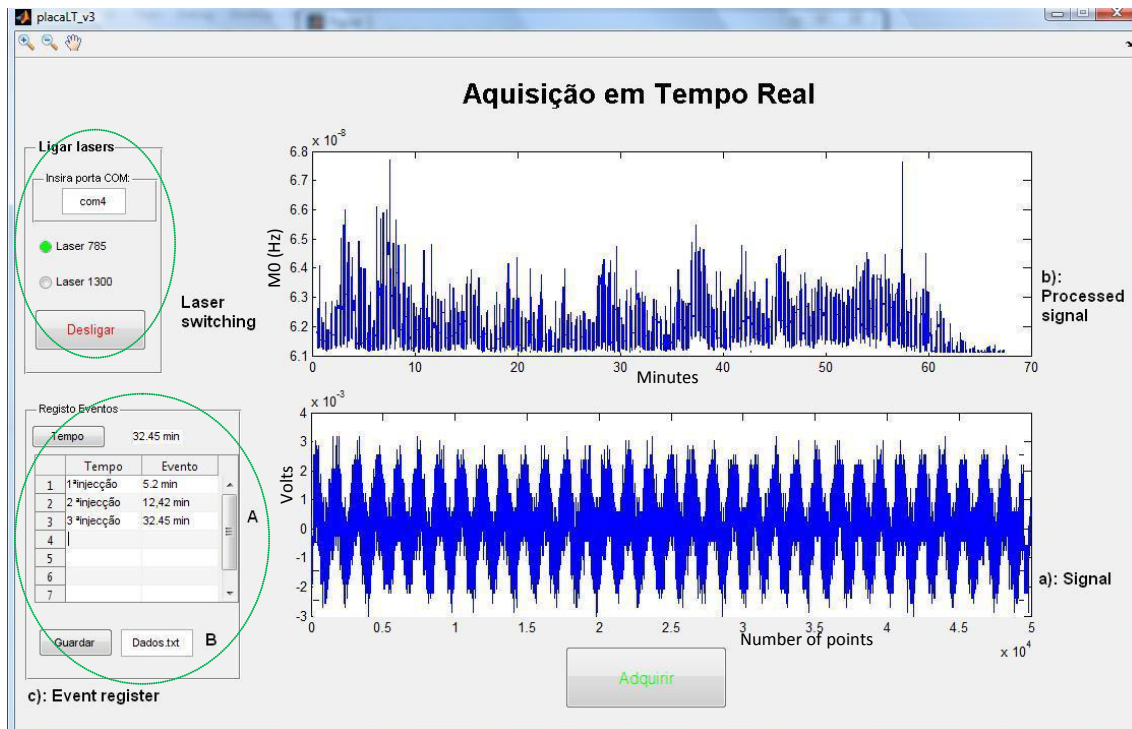 placaLT_v3
Aquisição em Tempo Real
Ligar lasers
Insira porta COM:
com4
Laser 785
Laser 1300
Desligar
Laser
switching
x 10^-8
6.8
6.7
6.6
6.5
6.4
6.3
6.2
6.1
M0 (Hz)
0 10 20 30 40 50 60 70
Minutes
b):
Processed
signal
Registo Eventos
Tempo 32.45 min
Tempo Evento
1 1ªinjecção 5.2 min
2 2 ªinjecção 12,42 min
3 3 ªinjecção 32.45 min
4
5
6
7
A
Guardar Dados.txt B
c): Event register
x 10^-3
4
3
2
1
0
-1
-2
-3
Volts
0 0.5 1 1.5 2 2.5 3 3.5 4 4.5 5
Number of points
x 10^4
a): Signal
Adquirir